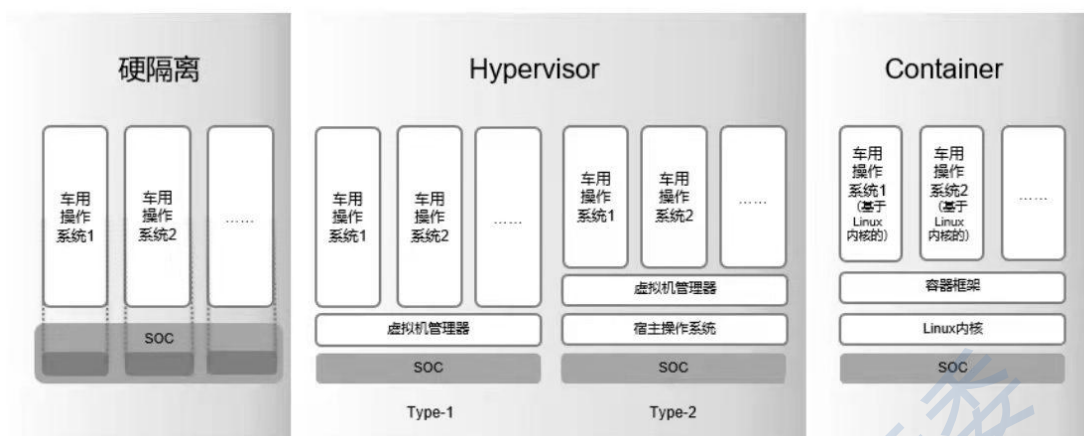 硬隔离
车用
操作
系统1
车用
操作
系统2
……
SOC
Hypervisor
车用
操作
系统1
车用
操作
系统2
……
虚拟机管理器
SOC
Type-1
车用
操作
系统1
车用
操作
系统2
……
虚拟机管理器
宿主操作系统
SOC
Type-2
Container
车用
操作
系统1
(基于
Linux
内核的)
车用
操作
系统2
(基于
Linux
内核的)
……
容器框架
Linux内核
SOC
委